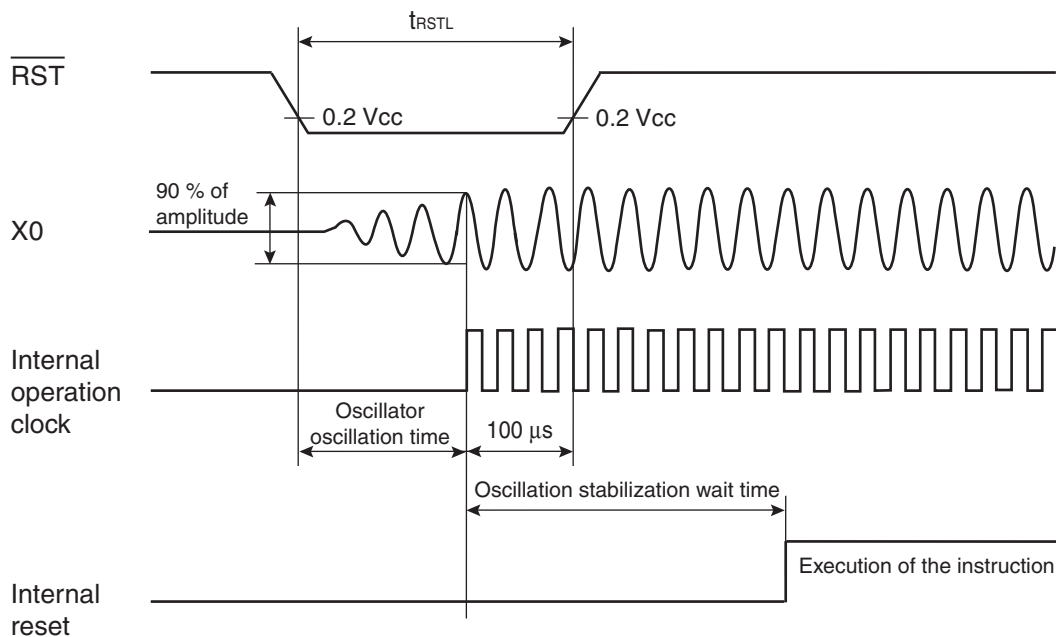 tRSTL
RST
0.2 Vcc
0.2 Vcc
90 % of
amplitude
X0
Internal
operation
clock
Oscillator
oscillation time
100 μs
Oscillation stabilization wait time
Execution of the instruction
Internal
reset